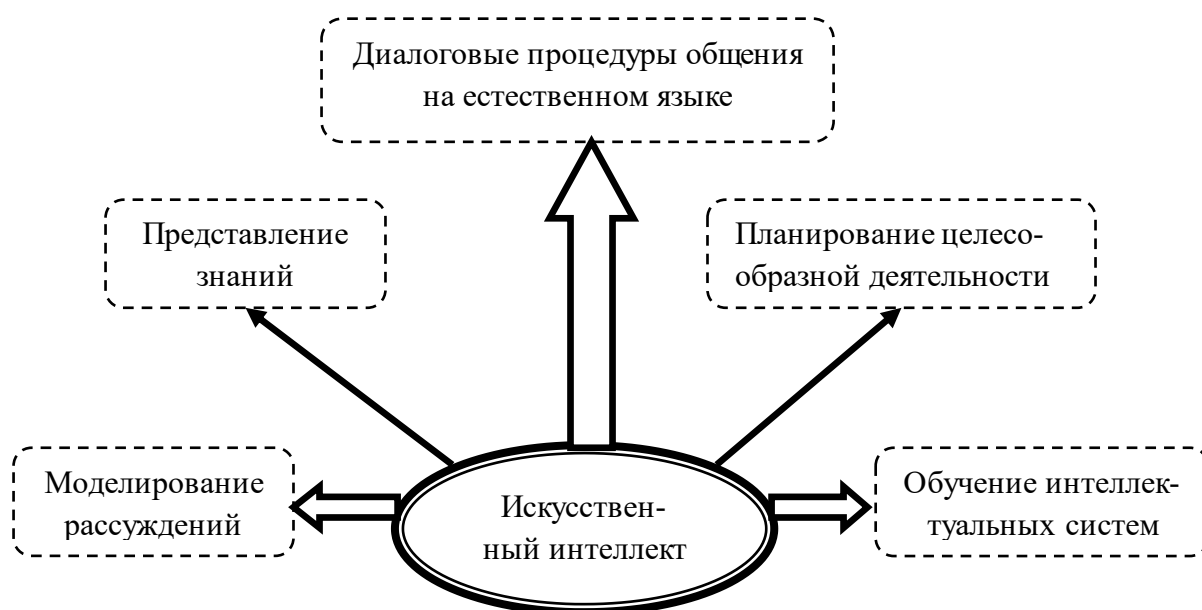 Диалоговые процедуры общения
на естественном языке
Представление
знаний
Планирование целесо-
образной деятельности
Моделирование
рассуждений
Искусствен-
ный интеллект
Обучение интеллек-
туальных систем